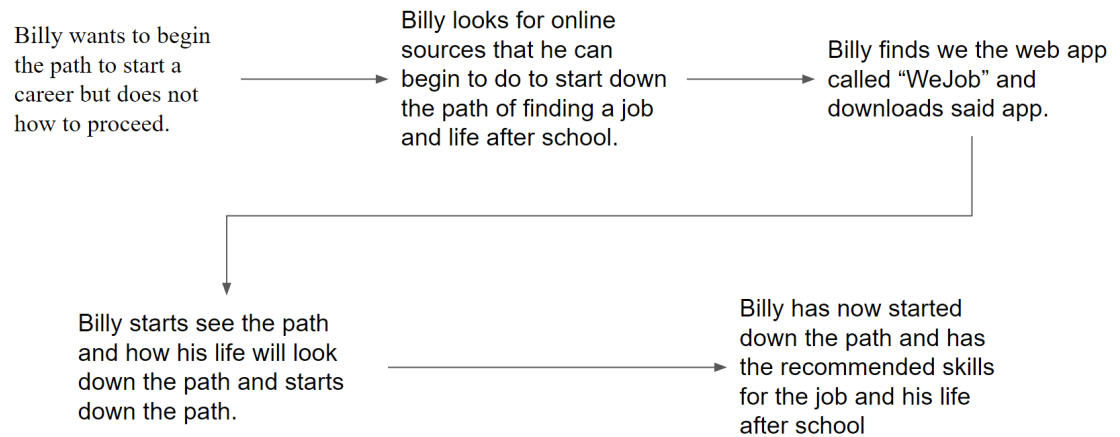 Billy wants to begin
the path to start a
career but does not
how to proceed.
Billy looks for online
sources that he can
begin to do to start down
the path of finding a job
and life after school.
Billy finds we the web app
called “WeJob” and
downloads said app.
Billy starts see the path
and how his life will look
down the path and starts
down the path.
Billy has now started
down the path and has
the recommended skills
for the job and his life
after school